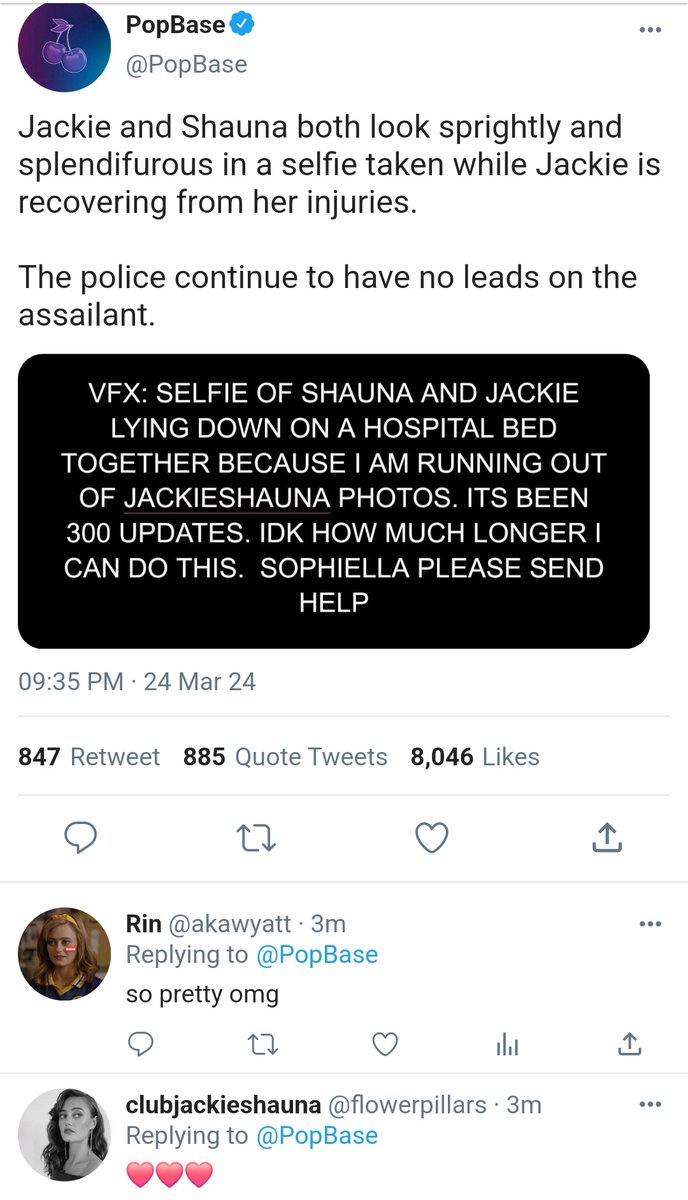 PopBase
@PopBase
Jackie and Shauna both look sprightly and
splendifurous in a selfie taken while Jackie is
recovering from her injuries.
The police continue to have no leads on the
assailant.
VFX: SELFIE OF SHAUNA AND JACKIE
LYING DOWN ON A HOSPITAL BED
TOGETHER BECAUSE I AM RUNNING OUT
OF JACKIESHAUNA PHOTOS. ITS BEEN
300 UPDATES. IDK HOW MUCH LONGER I
CAN DO THIS.  SOPHIELLA PLEASE SEND
HELP
09:35 PM · 24 Mar 24
847 Retweet 885 Quote Tweets 8,046 Likes
Rin @akawyatt · 3m
Replying to @PopBase
so pretty omg
clubjackieshauna @flowerpillars · 3m
Replying to @PopBase
❤️❤️❤️